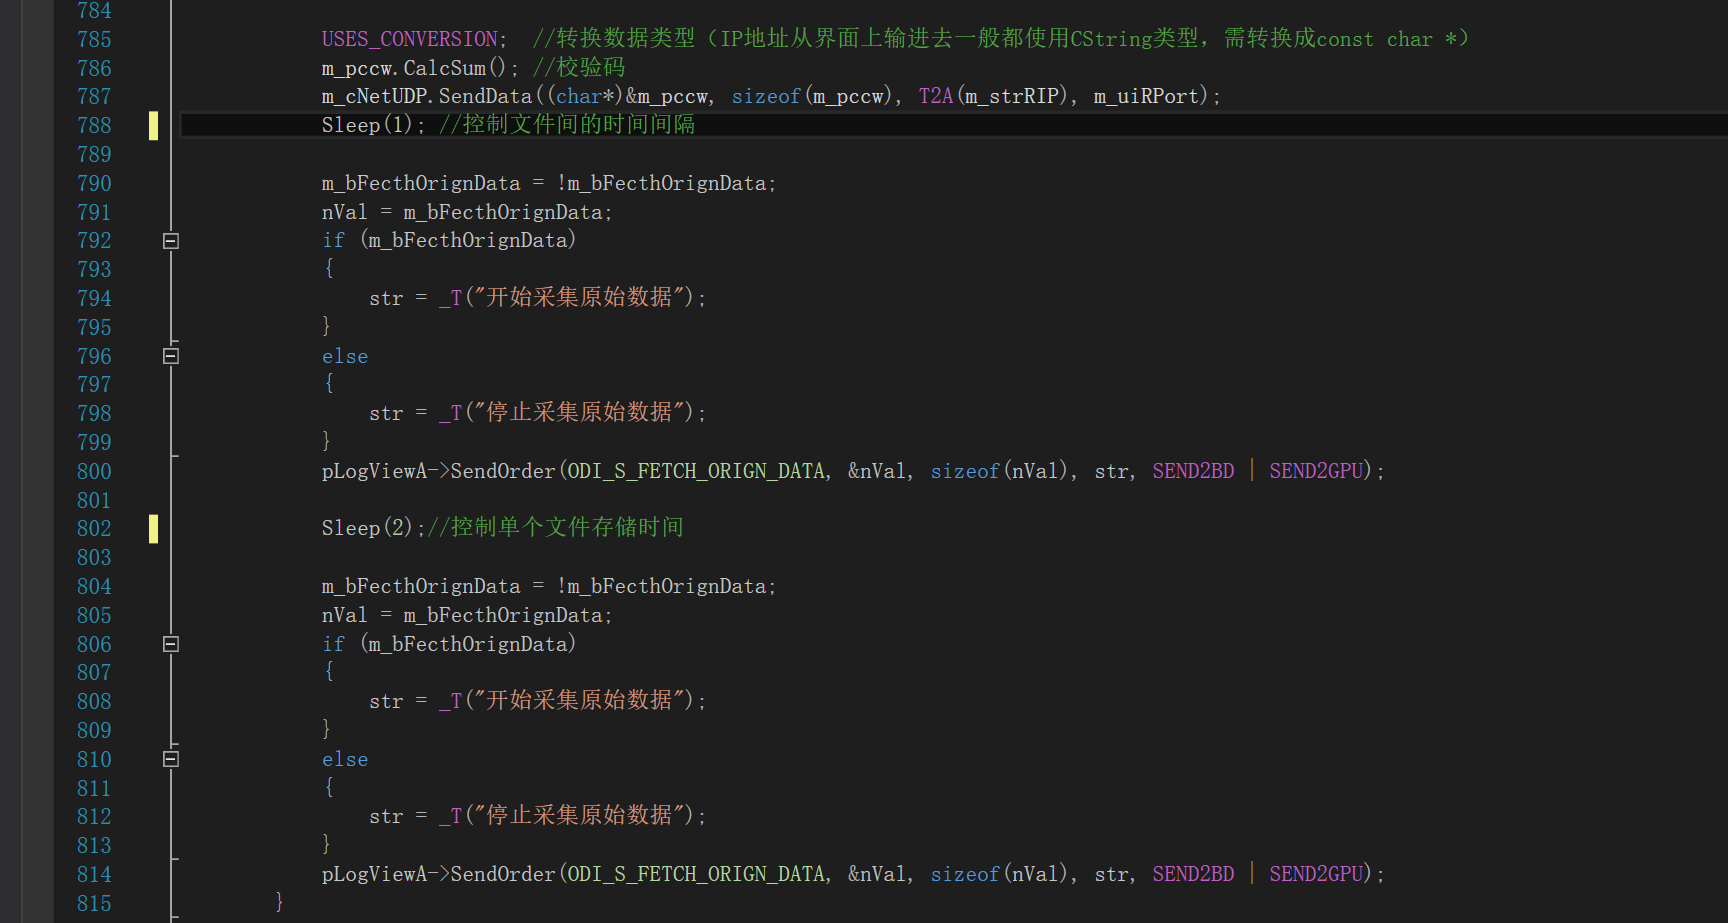 784
785 USES_CONVERSION; //转换数据类型（IP地址从界面上输进去一般都使用CString类型，需转换成const char *）
786 m_pccw.CalcSum(); //校验码
787 m_cNetUDP.SendData((char*)&m_pccw, sizeof(m_pccw), T2A(m_strRIP), m_uiRPort);
788 Sleep(1); //控制文件间的时间间隔
789
790 m_bFecthOrignData = !m_bFecthOrignData;
791 nVal = m_bFecthOrignData;
792 if (m_bFecthOrignData)
793 {
794 str = _T("开始采集原始数据");
795 }
796 else
797 {
798 str = _T("停止采集原始数据");
799 }
800 pLogViewA->SendOrder(ODI_S_FETCH_ORIGN_DATA, &nVal, sizeof(nVal), str, SEND2BD | SEND2GPU);
801
802 Sleep(2);//控制单个文件存储时间
803
804 m_bFecthOrignData = !m_bFecthOrignData;
805 nVal = m_bFecthOrignData;
806 if (m_bFecthOrignData)
807 {
808 str = _T("开始采集原始数据");
809 }
810 else
811 {
812 str = _T("停止采集原始数据");
813 }
814 pLogViewA->SendOrder(ODI_S_FETCH_ORIGN_DATA, &nVal, sizeof(nVal), str, SEND2BD | SEND2GPU);
815 }